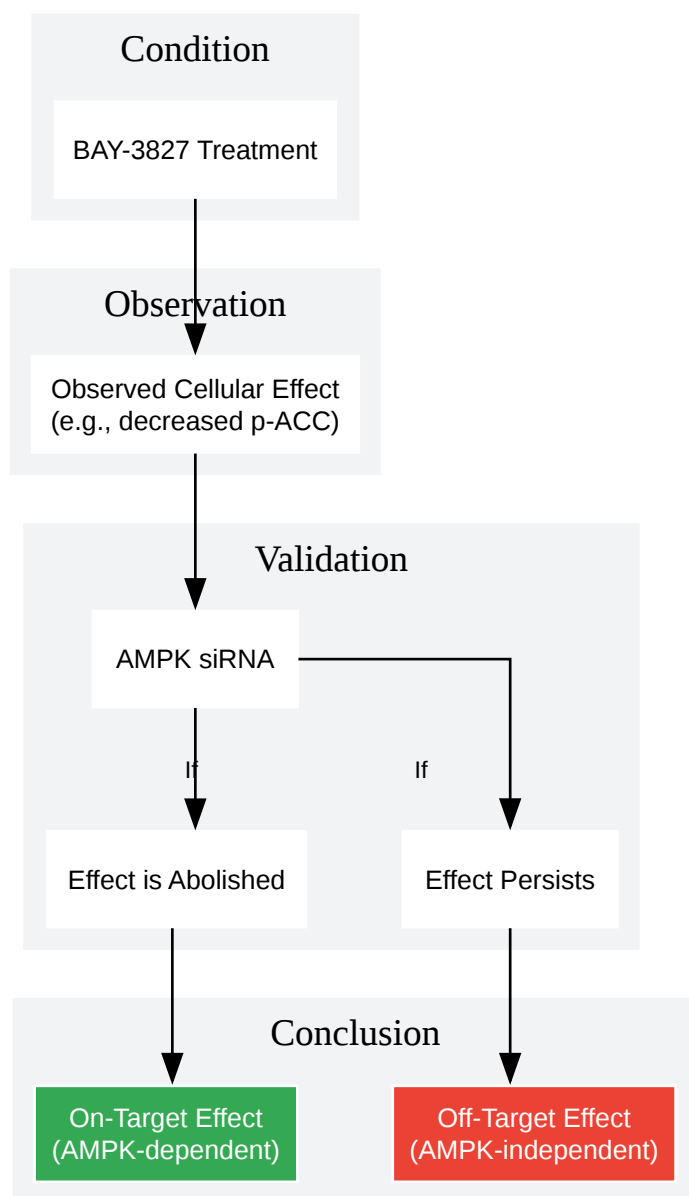 Condition
BAY-3827 Treatment
Observation
Observed Cellular Effect
(e.g., decreased p-ACC)
Validation
AMPK siRNA
If
If
Effect is Abolished
Effect Persists
Conclusion
On-Target Effect
(AMPK-dependent)
Off-Target Effect
(AMPK-independent)